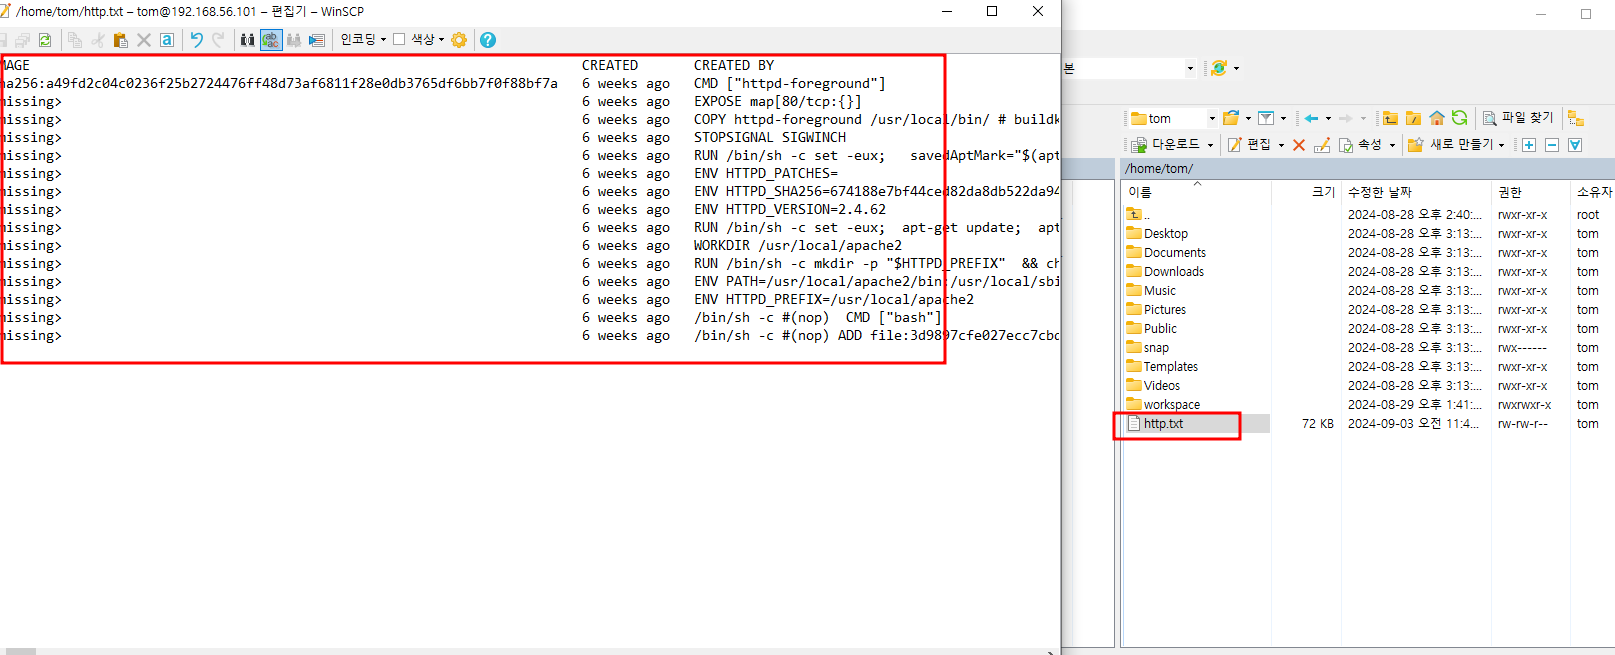 /home/tom/http.txt – tom@192.168.56.101 – 편집기 – WinSCP
인코딩 색상
MAGE CREATED CREATED BY
ha256:a49fd2c04c0236f25b2724476ff48d73af6811f28e0db3765df6bb7f0f88bf7a 6 weeks ago CMD ["httpd-foreground"]
missing> 6 weeks ago EXPOSE map[80/tcp:{}]
missing> 6 weeks ago COPY httpd-foreground /usr/local/bin/ # buildk
missing> 6 weeks ago STOPSIGNAL SIGWINCH
missing> 6 weeks ago RUN /bin/sh -c set -eux; savedAptMark="$(apt
missing> 6 weeks ago ENV HTTPD_PATCHES=
missing> 6 weeks ago ENV HTTPD_SHA256=674188e7bf44ced82da8db522da94
missing> 6 weeks ago ENV HTTPD_VERSION=2.4.62
missing> 6 weeks ago RUN /bin/sh -c set -eux; apt-get update; apt
missing> 6 weeks ago WORKDIR /usr/local/apache2
missing> 6 weeks ago RUN /bin/sh -c mkdir -p "$HTTPD_PREFIX" && ch
missing> 6 weeks ago ENV PATH=/usr/local/apache2/bin:/usr/local/sbi
missing> 6 weeks ago ENV HTTPD_PREFIX=/usr/local/apache2
missing> 6 weeks ago /bin/sh -c #(nop) CMD ["bash"]
missing> 6 weeks ago /bin/sh -c #(nop) ADD file:3d9897cfe027ecc7cbc
본
tom 파일 찾기
다운로드 편집 속성 새로 만들기
/home/tom/
이름 크기 수정한 날짜 권한 소유자
.. 2024-08-28 오후 2:40:... rwxr-xr-x root
Desktop 2024-08-28 오후 3:13:... rwxr-xr-x tom
Documents 2024-08-28 오후 3:13:... rwxr-xr-x tom
Downloads 2024-08-28 오후 3:13:... rwxr-xr-x tom
Music 2024-08-28 오후 3:13:... rwxr-xr-x tom
Pictures 2024-08-28 오후 3:13:... rwxr-xr-x tom
Public 2024-08-28 오후 3:13:... rwxr-xr-x tom
snap 2024-08-28 오후 3:13:... rwx------ tom
Templates 2024-08-28 오후 3:13:... rwxr-xr-x tom
Videos 2024-08-28 오후 3:13:... rwxr-xr-x tom
workspace 2024-08-29 오후 1:41:... rwxrwxr-x tom
http.txt 72 KB 2024-09-03 오전 11:4... rw-rw-r-- tom